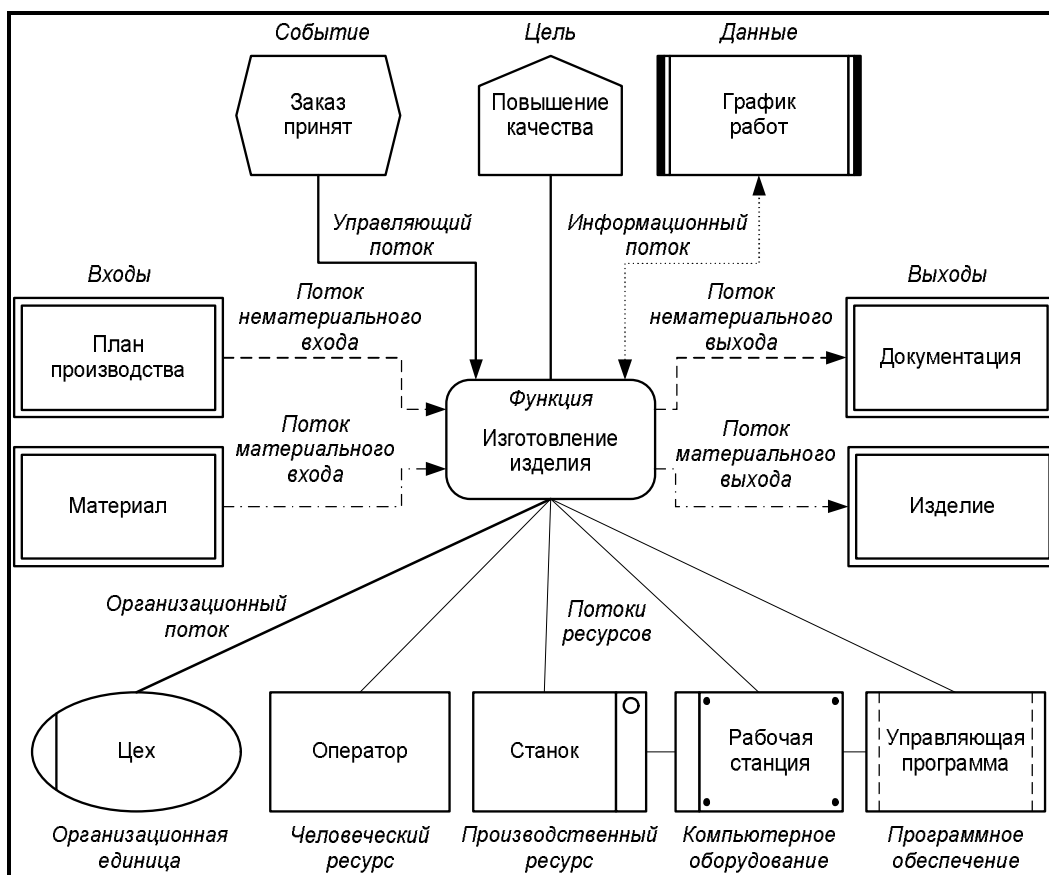 Событие
Цель
Данные
Заказ
принят
Повышение
качества
График
работ
Управляющий
поток
Информационный
поток
Входы
Выходы
Поток
нематериального
входа
Поток
нематериального
выхода
План
производства
Документация
Функция
Изготовление
изделия
Поток
материального
входа
Поток
материального
выхода
Материал
Изделие
Организационный
поток
Потоки
ресурсов
Цех
Оператор
Станок
Рабочая
станция
Управляющая
программа
Организационная
единица
Человеческий
ресурс
Производственный
ресурс
Компьютерное
оборудование
Программное
обеспечение